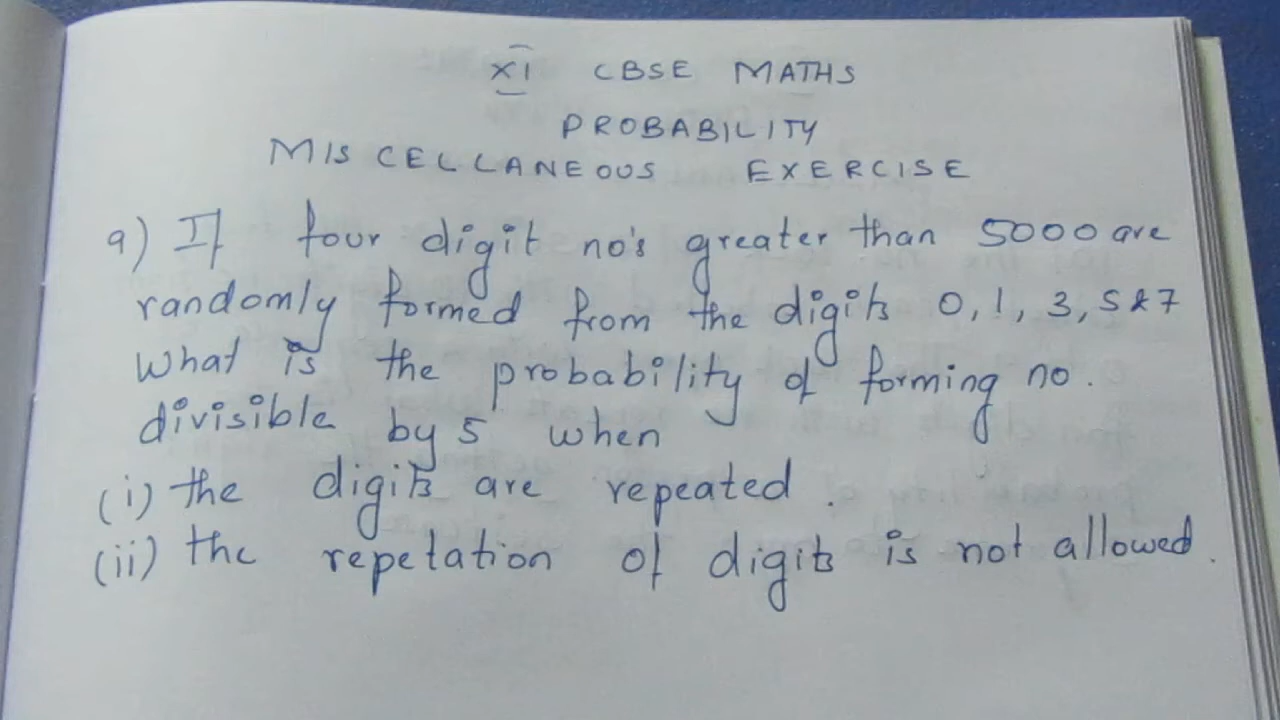 XI CBSE MATHS
PROBABILITY
MISCELLANEOUS EXERCISE
9) If four digit no's greater than 5000 are
randomly formed from the digits 0, 1, 3, 5 & 7
What is the probability of forming no.
divisible by 5 when
(i) the digits are repeated.
(ii) the repetation of digits is not allowed.